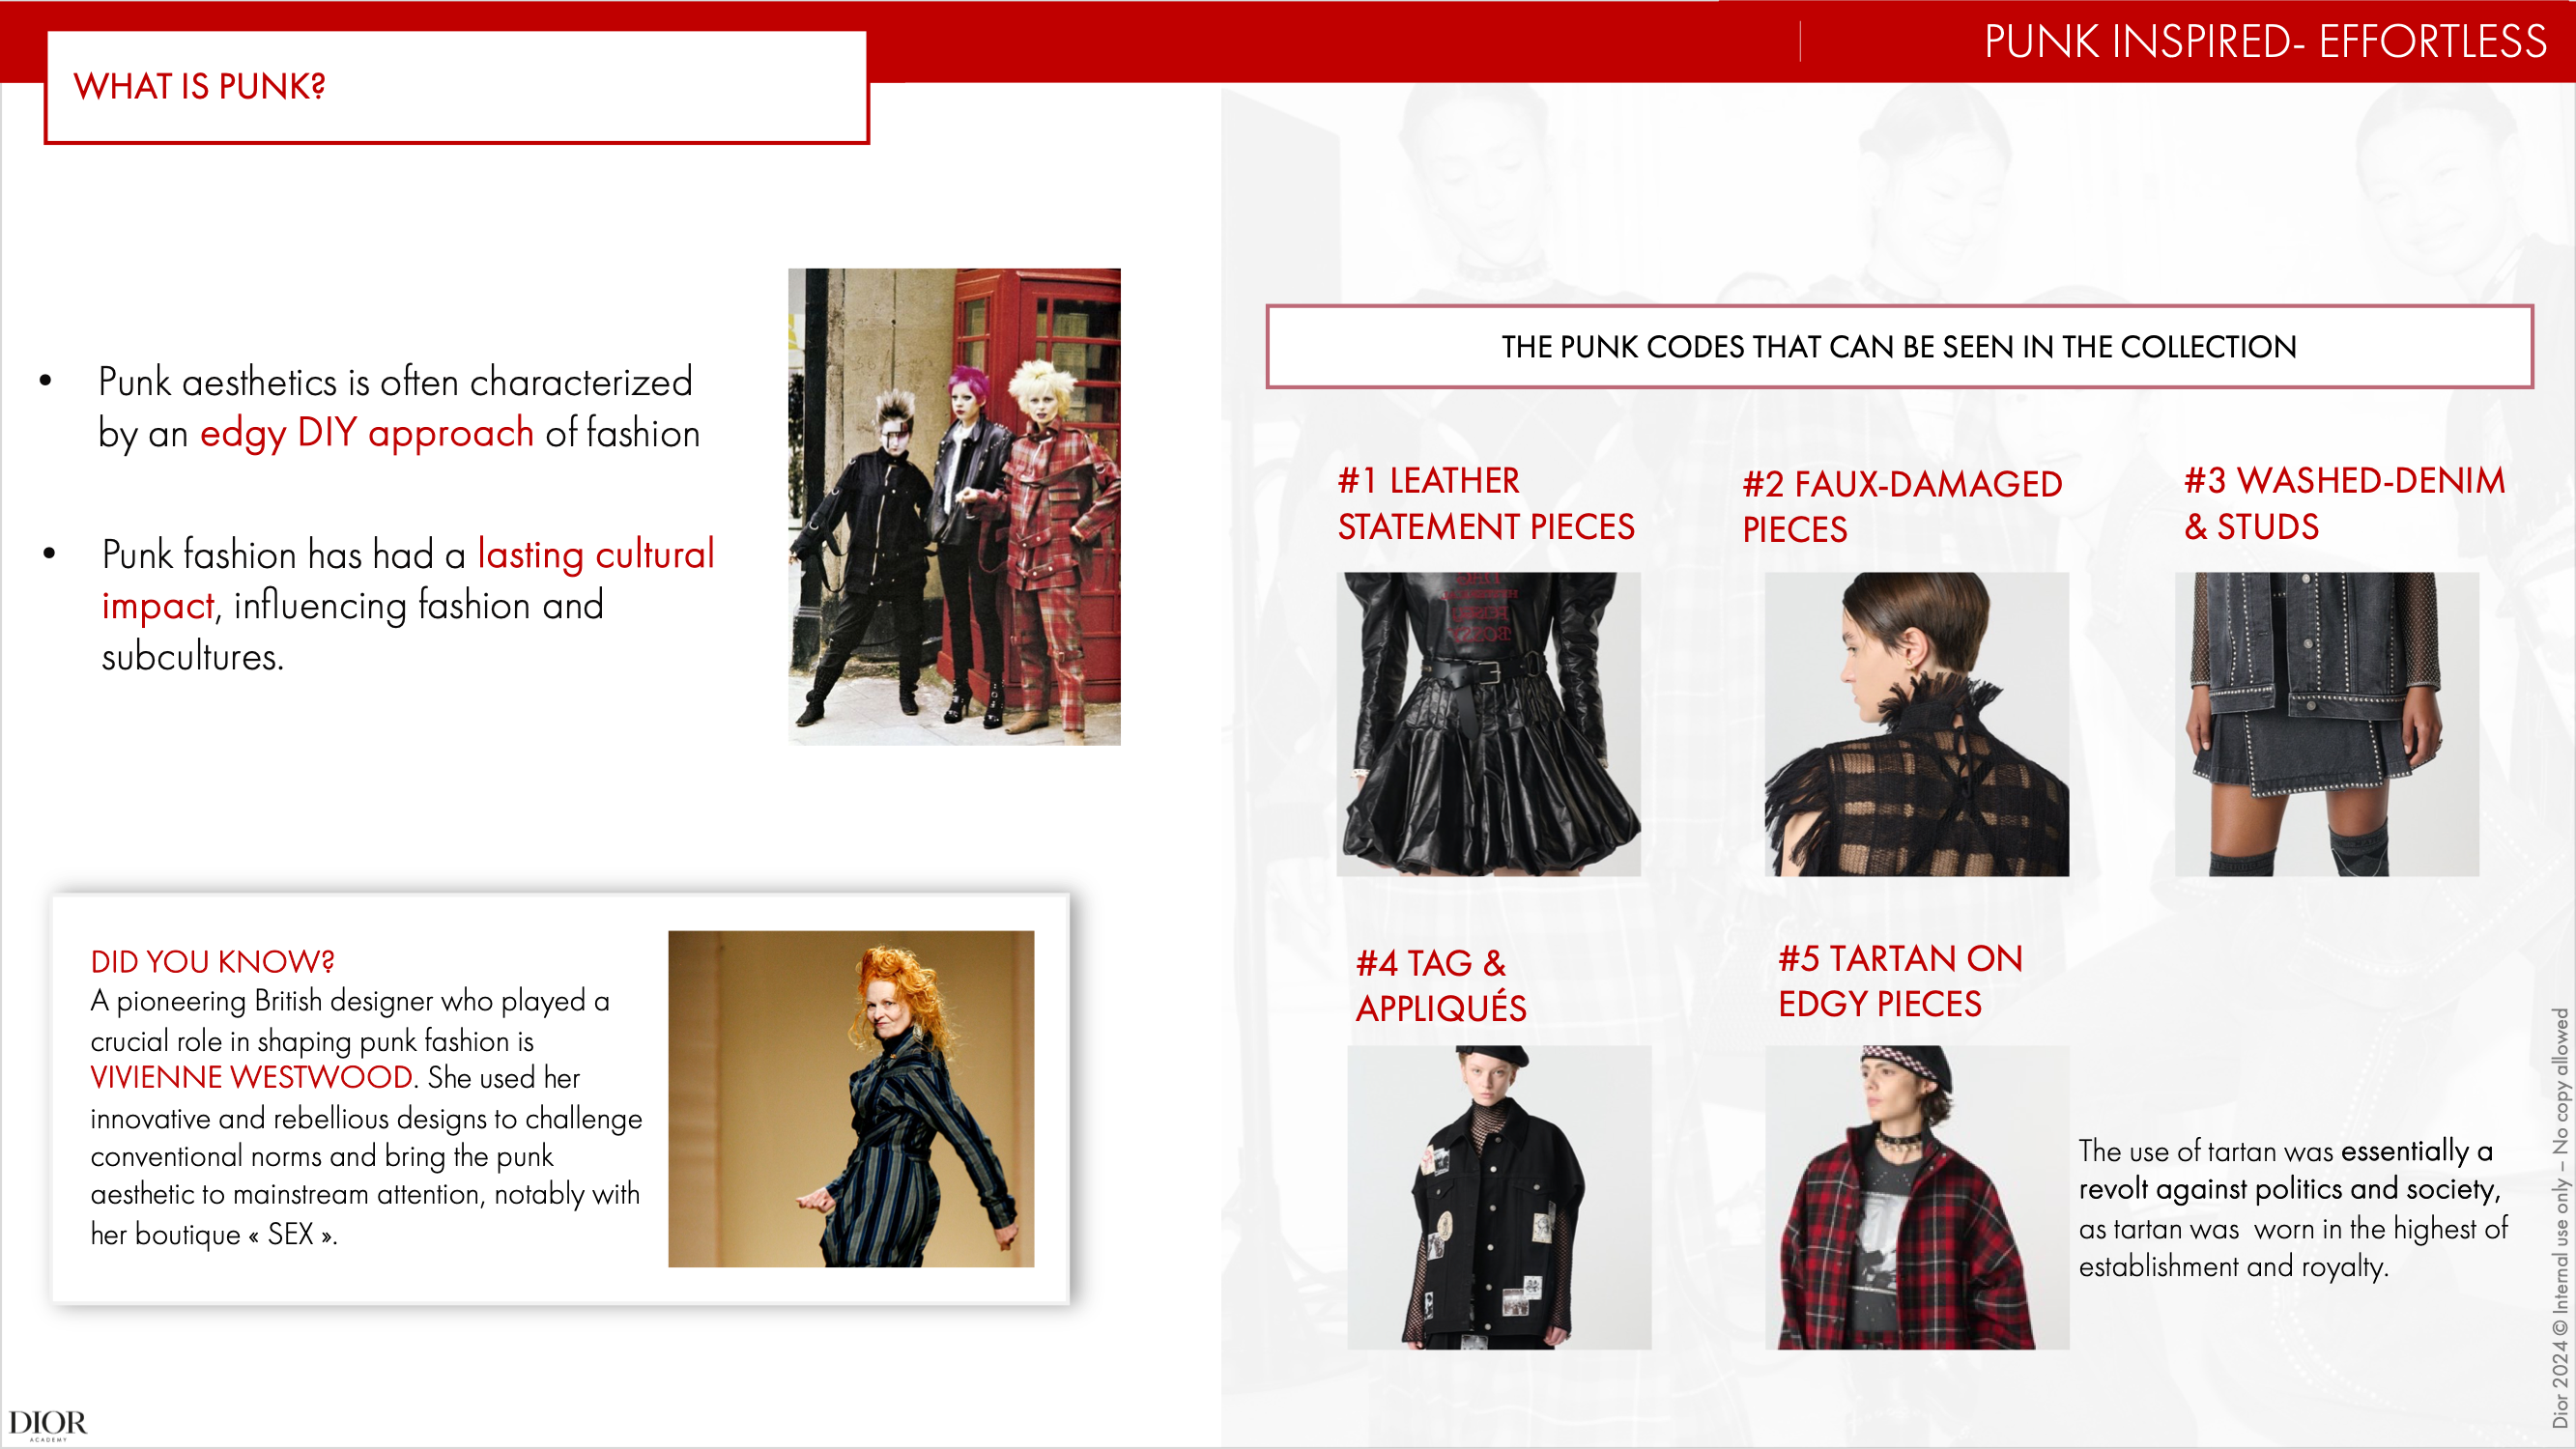 PUNK INSPIRED- EFFORTLESS
WHAT IS PUNK?
• Punk aesthetics is often characterized
by an edgy DIY approach of fashion
• Punk fashion has had a lasting cultural
impact, influencing fashion and
subcultures.
DID YOU KNOW?
A pioneering British designer who played a
crucial role in shaping punk fashion is
VIVIENNE WESTWOOD. She used her
innovative and rebellious designs to challenge
conventional norms and bring the punk
aesthetic to mainstream attention, notably with
her boutique « SEX ».
THE PUNK CODES THAT CAN BE SEEN IN THE COLLECTION
#1 LEATHER
STATEMENT PIECES
#2 FAUX-DAMAGED
PIECES
#3 WASHED-DENIM
& STUDS
#4 TAG &
APPLIQUÉS
#5 TARTAN ON
EDGY PIECES
The use of tartan was essentially a
revolt against politics and society,
as tartan was  worn in the highest of
establishment and royalty.
Dior 2024 © Internal use only – No copy allowed
DIOR
ACADEMY